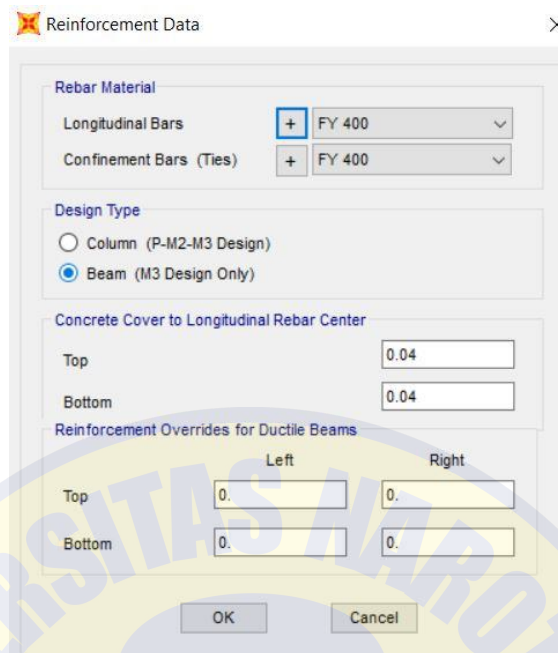 Reinforcement Data
Rebar Material
Longitudinal Bars + FY 400
Confinement Bars (Ties) + FY 400
Design Type
Column (P-M2-M3 Design)
Beam (M3 Design Only)
Concrete Cover to Longitudinal Rebar Center
Top 0.04
Bottom 0.04
Reinforcement Overrides for Ductile Beams
Left Right
Top 0. 0.
Bottom 0. 0.
OK Cancel